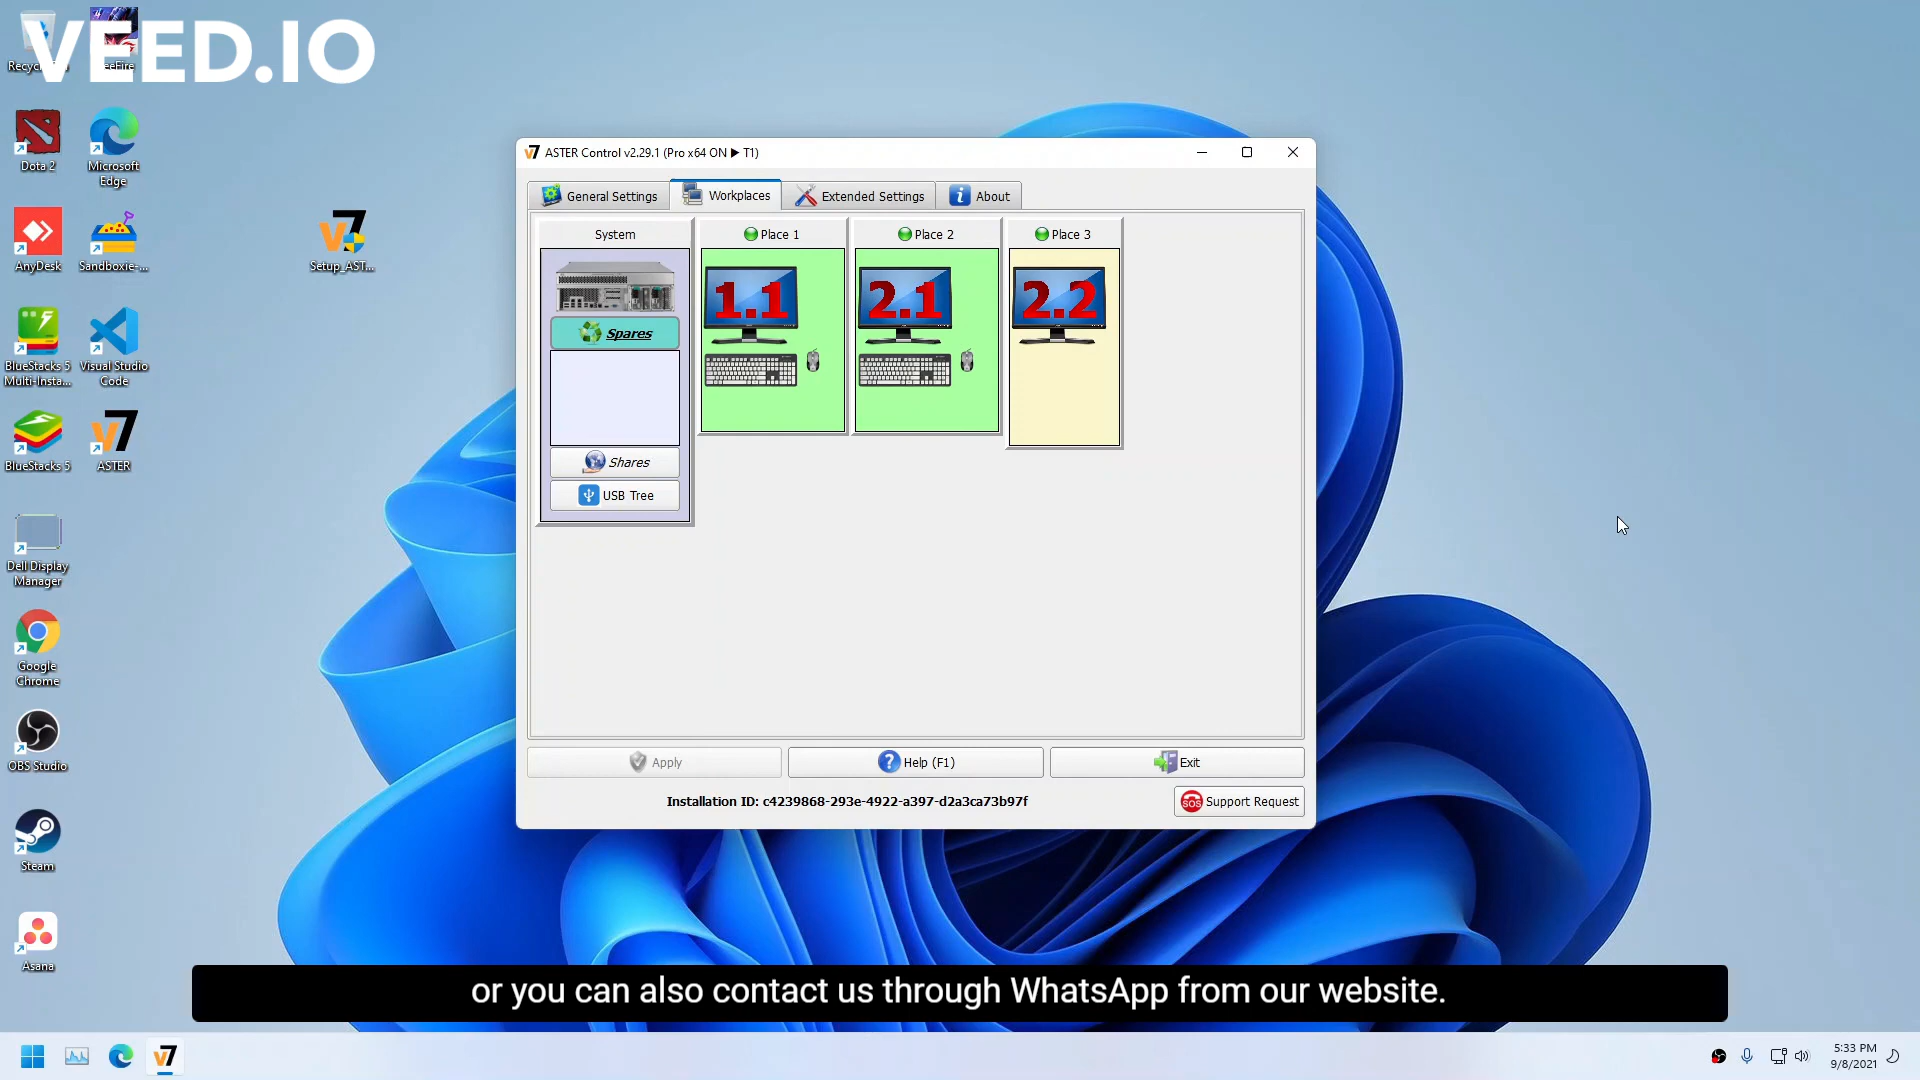 VEED.IO
Dota 2
Microsoft
Edge
AnyDesk
Sandboxie-...
Setup_AST...
BlueStacks 5
Multi-Insta...
Visual Studio
Code
BlueStacks 5
ASTER
Dell Display
Manager
Google
Chrome
OBS Studio
Steam
Asana
v7 ASTER Control v2.29.1 (Pro x64 ON ▶ T1)
General Settings
Workplaces
Extended Settings
About
System
Place 1
Place 2
Place 3
1.1
2.1
2.2
Spares
Shares
USB Tree
Apply
Help (F1)
Exit
Installation ID: c4239868-293e-4922-a397-d2a3ca73b97f
SOS Support Request
or you can also contact us through WhatsApp from our website.
5:33 PM
9/8/2021